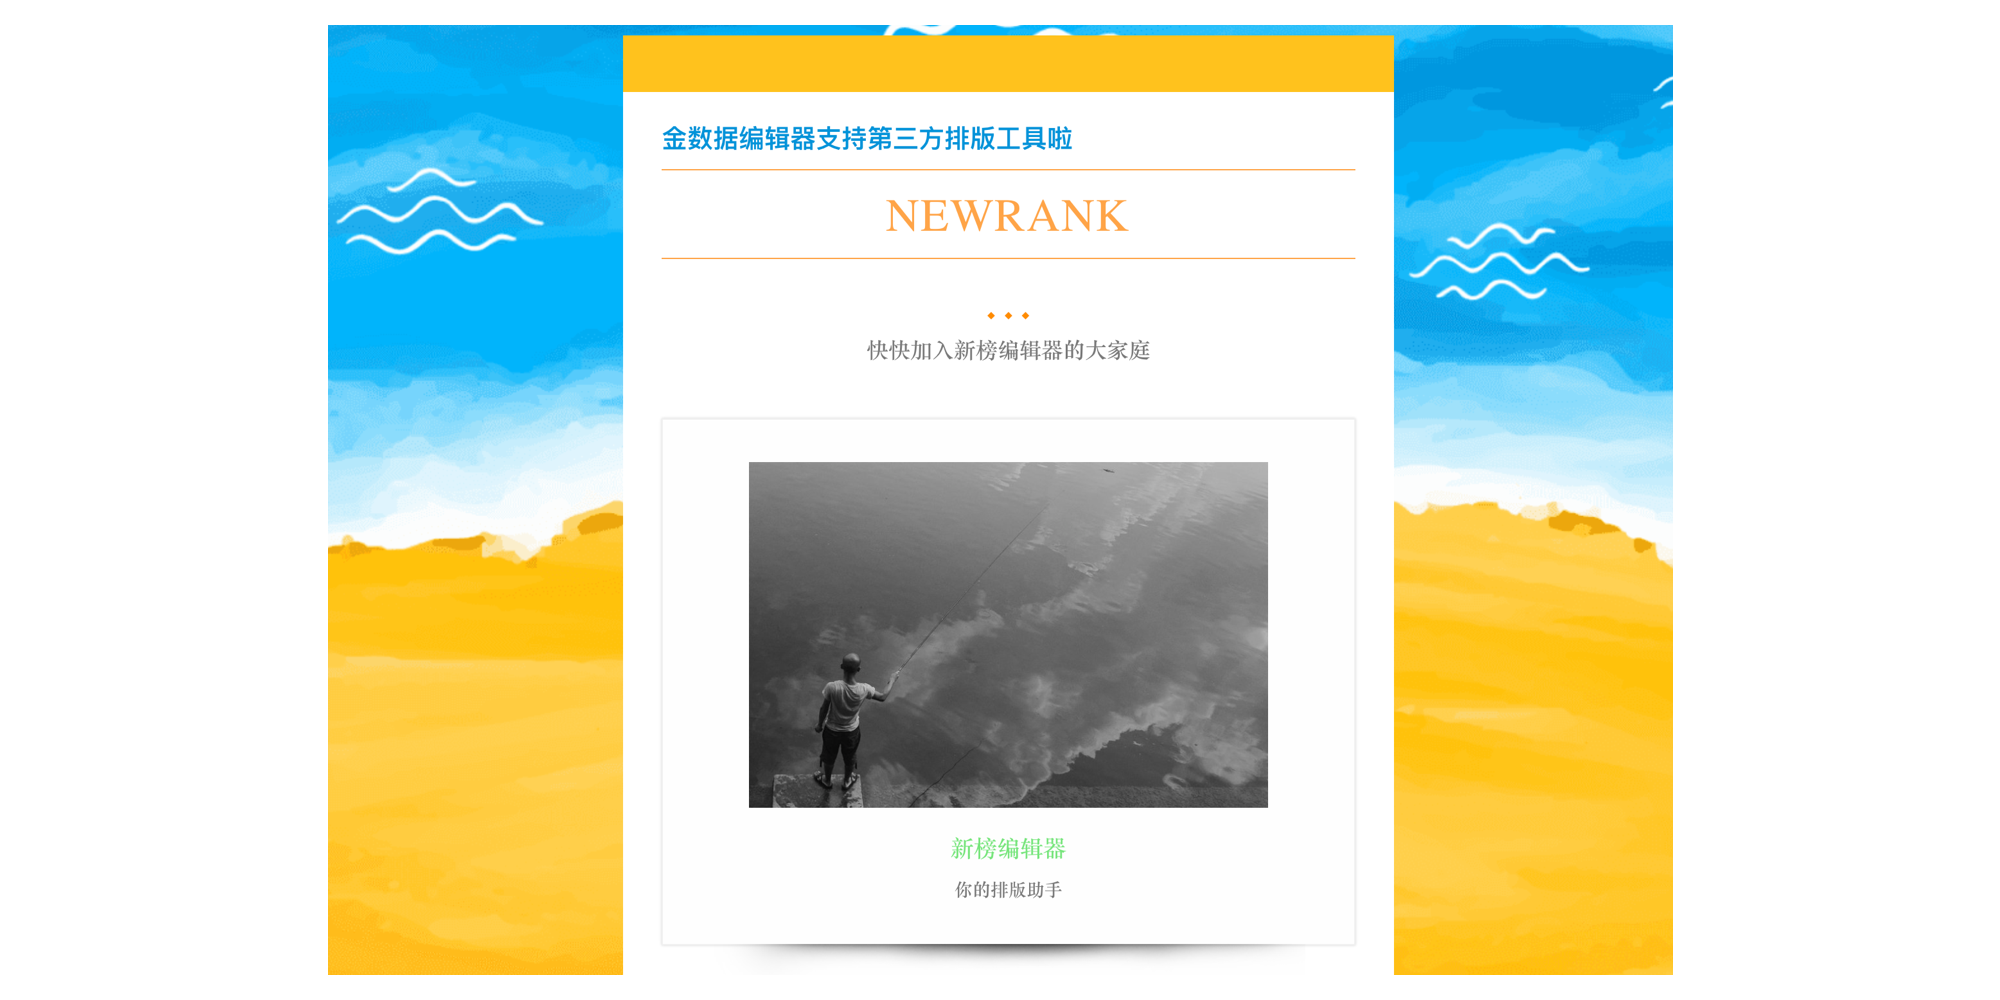 金数据编辑器支持第三方排版工具啦
NEWRANK
快快加入新榜编辑器的大家庭
新榜编辑器
你的排版助手